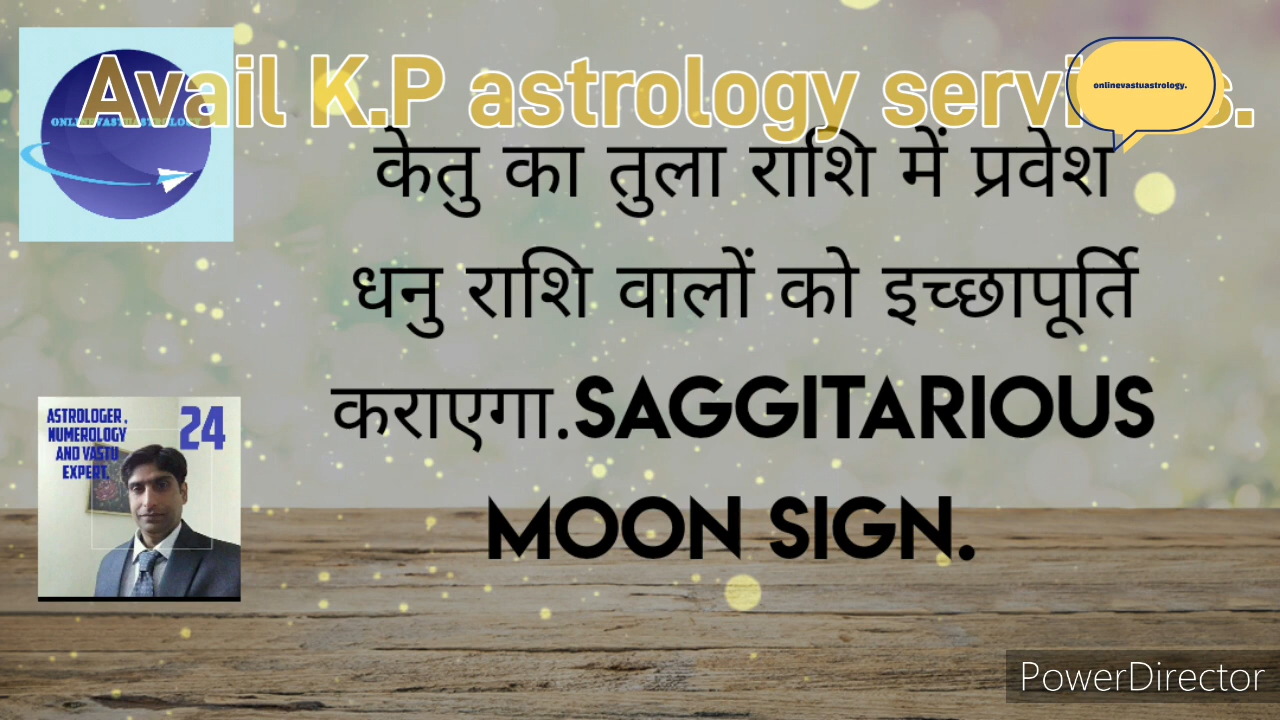 Avail K.P astrology services.
onlinevastuastrology.
ONLINEVASTUASTROLOGY
केतु का तुला राशि में प्रवेश
धनु राशि वालों को इच्छापूर्ति
कराएगा.SAGGITARIOUS
MOON SIGN.
ASTROLOGER,
NUMEROLOGY
AND VASTU
EXPERT.
24
PowerDirector